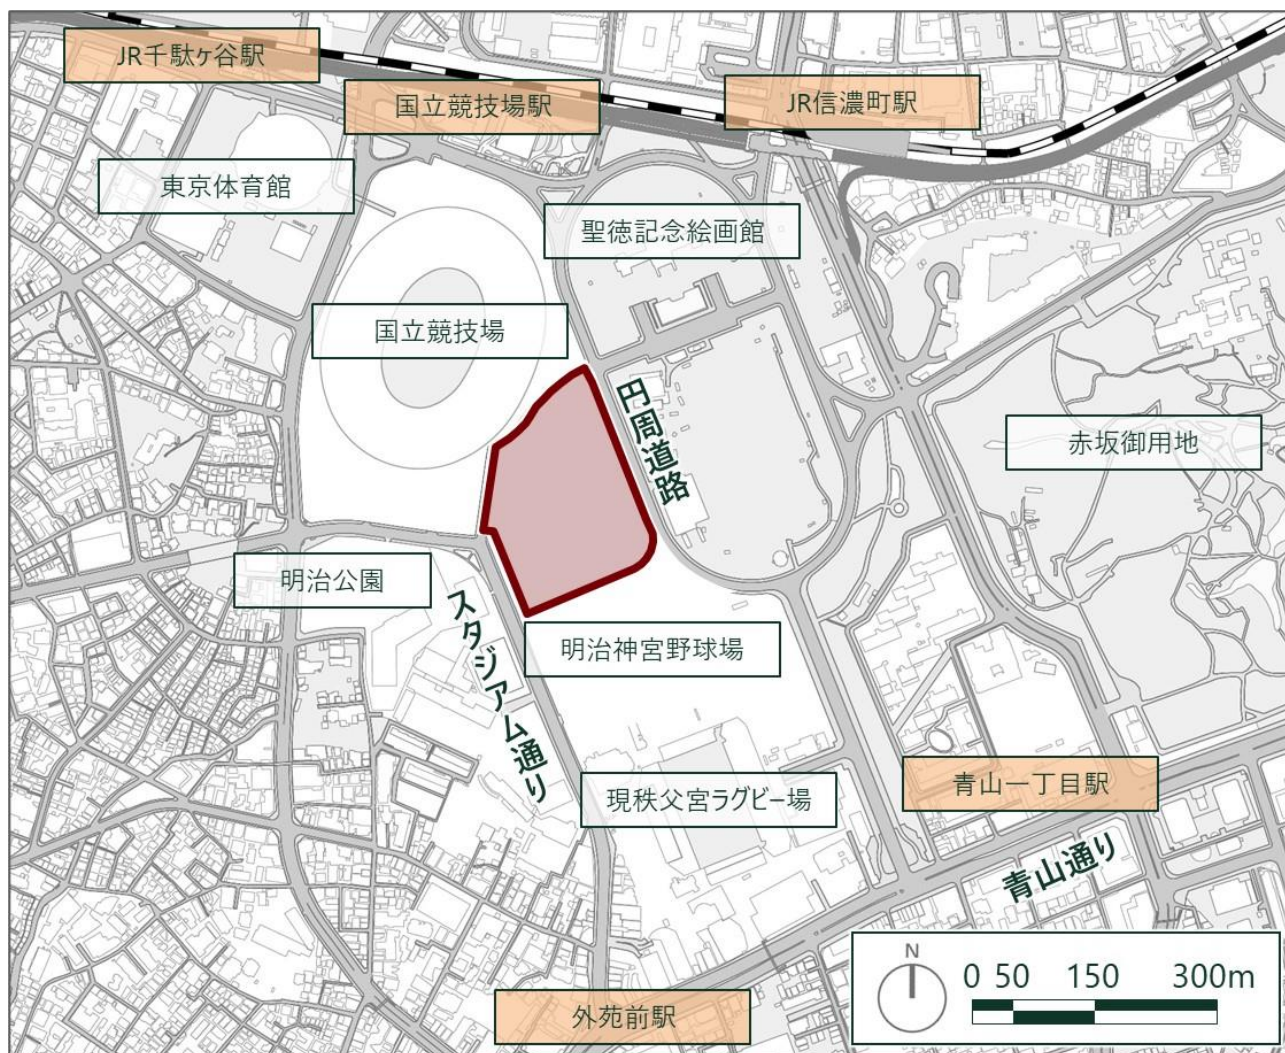 JR千駄ヶ谷駅
国立競技場駅
JR信濃町駅
東京体育館
聖徳記念絵画館
国立競技場
円周道路
赤坂御用地
明治公園
スタジアム通り
明治神宮野球場
現秩父宮ラグビー場
青山一丁目駅
青山通り
外苑前駅
N
0 50 150 300m